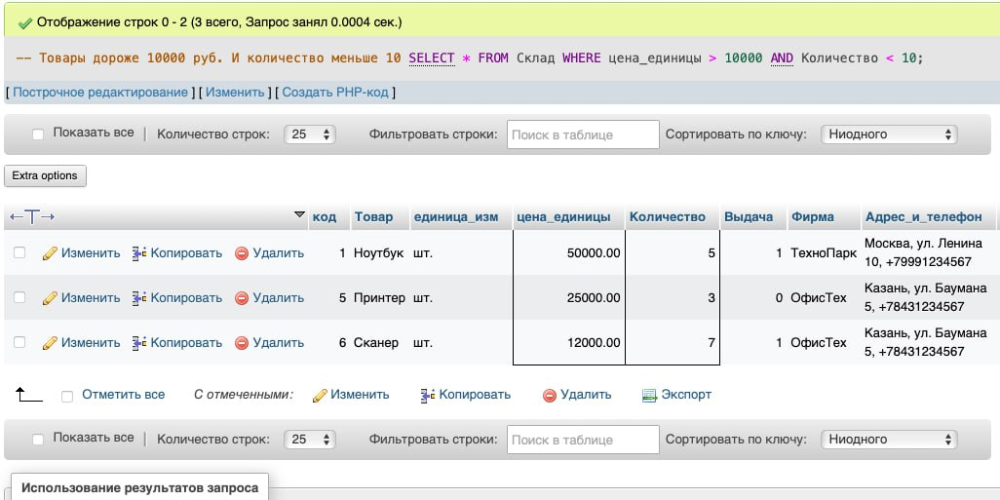 Отображение строк 0 - 2 (3 всего, Запрос занял 0.0004 сек.)
-- Товары дороже 10000 руб. И количество меньше 10 SELECT * FROM Склад WHERE цена_единицы > 10000 AND Количество < 10;
[ Построчное редактирование ] [ Изменить ] [ Создать PHP-код ]
Показать все | Количество строк: 25 Фильтровать строки: Поиск в таблице Сортировать по ключу: Ниодного
Extra options
←T→ код Товар единица_изм цена_единицы Количество Выдача Фирма Адрес_и_телефон
Изменить Копировать Удалить 1 Ноутбук шт. 50000.00 5 1 ТехноПарк Москва, ул. Ленина
10, +79991234567
Изменить Копировать Удалить 5 Принтер шт. 25000.00 3 0 ОфисТех Казань, ул. Баумана
5, +78431234567
Изменить Копировать Удалить 6 Сканер шт. 12000.00 7 1 ОфисТех Казань, ул. Баумана
5, +78431234567
Отметить все С отмеченными: Изменить Копировать Удалить Экспорт
Показать все | Количество строк: 25 Фильтровать строки: Поиск в таблице Сортировать по ключу: Ниодного
Использование результатов запроса